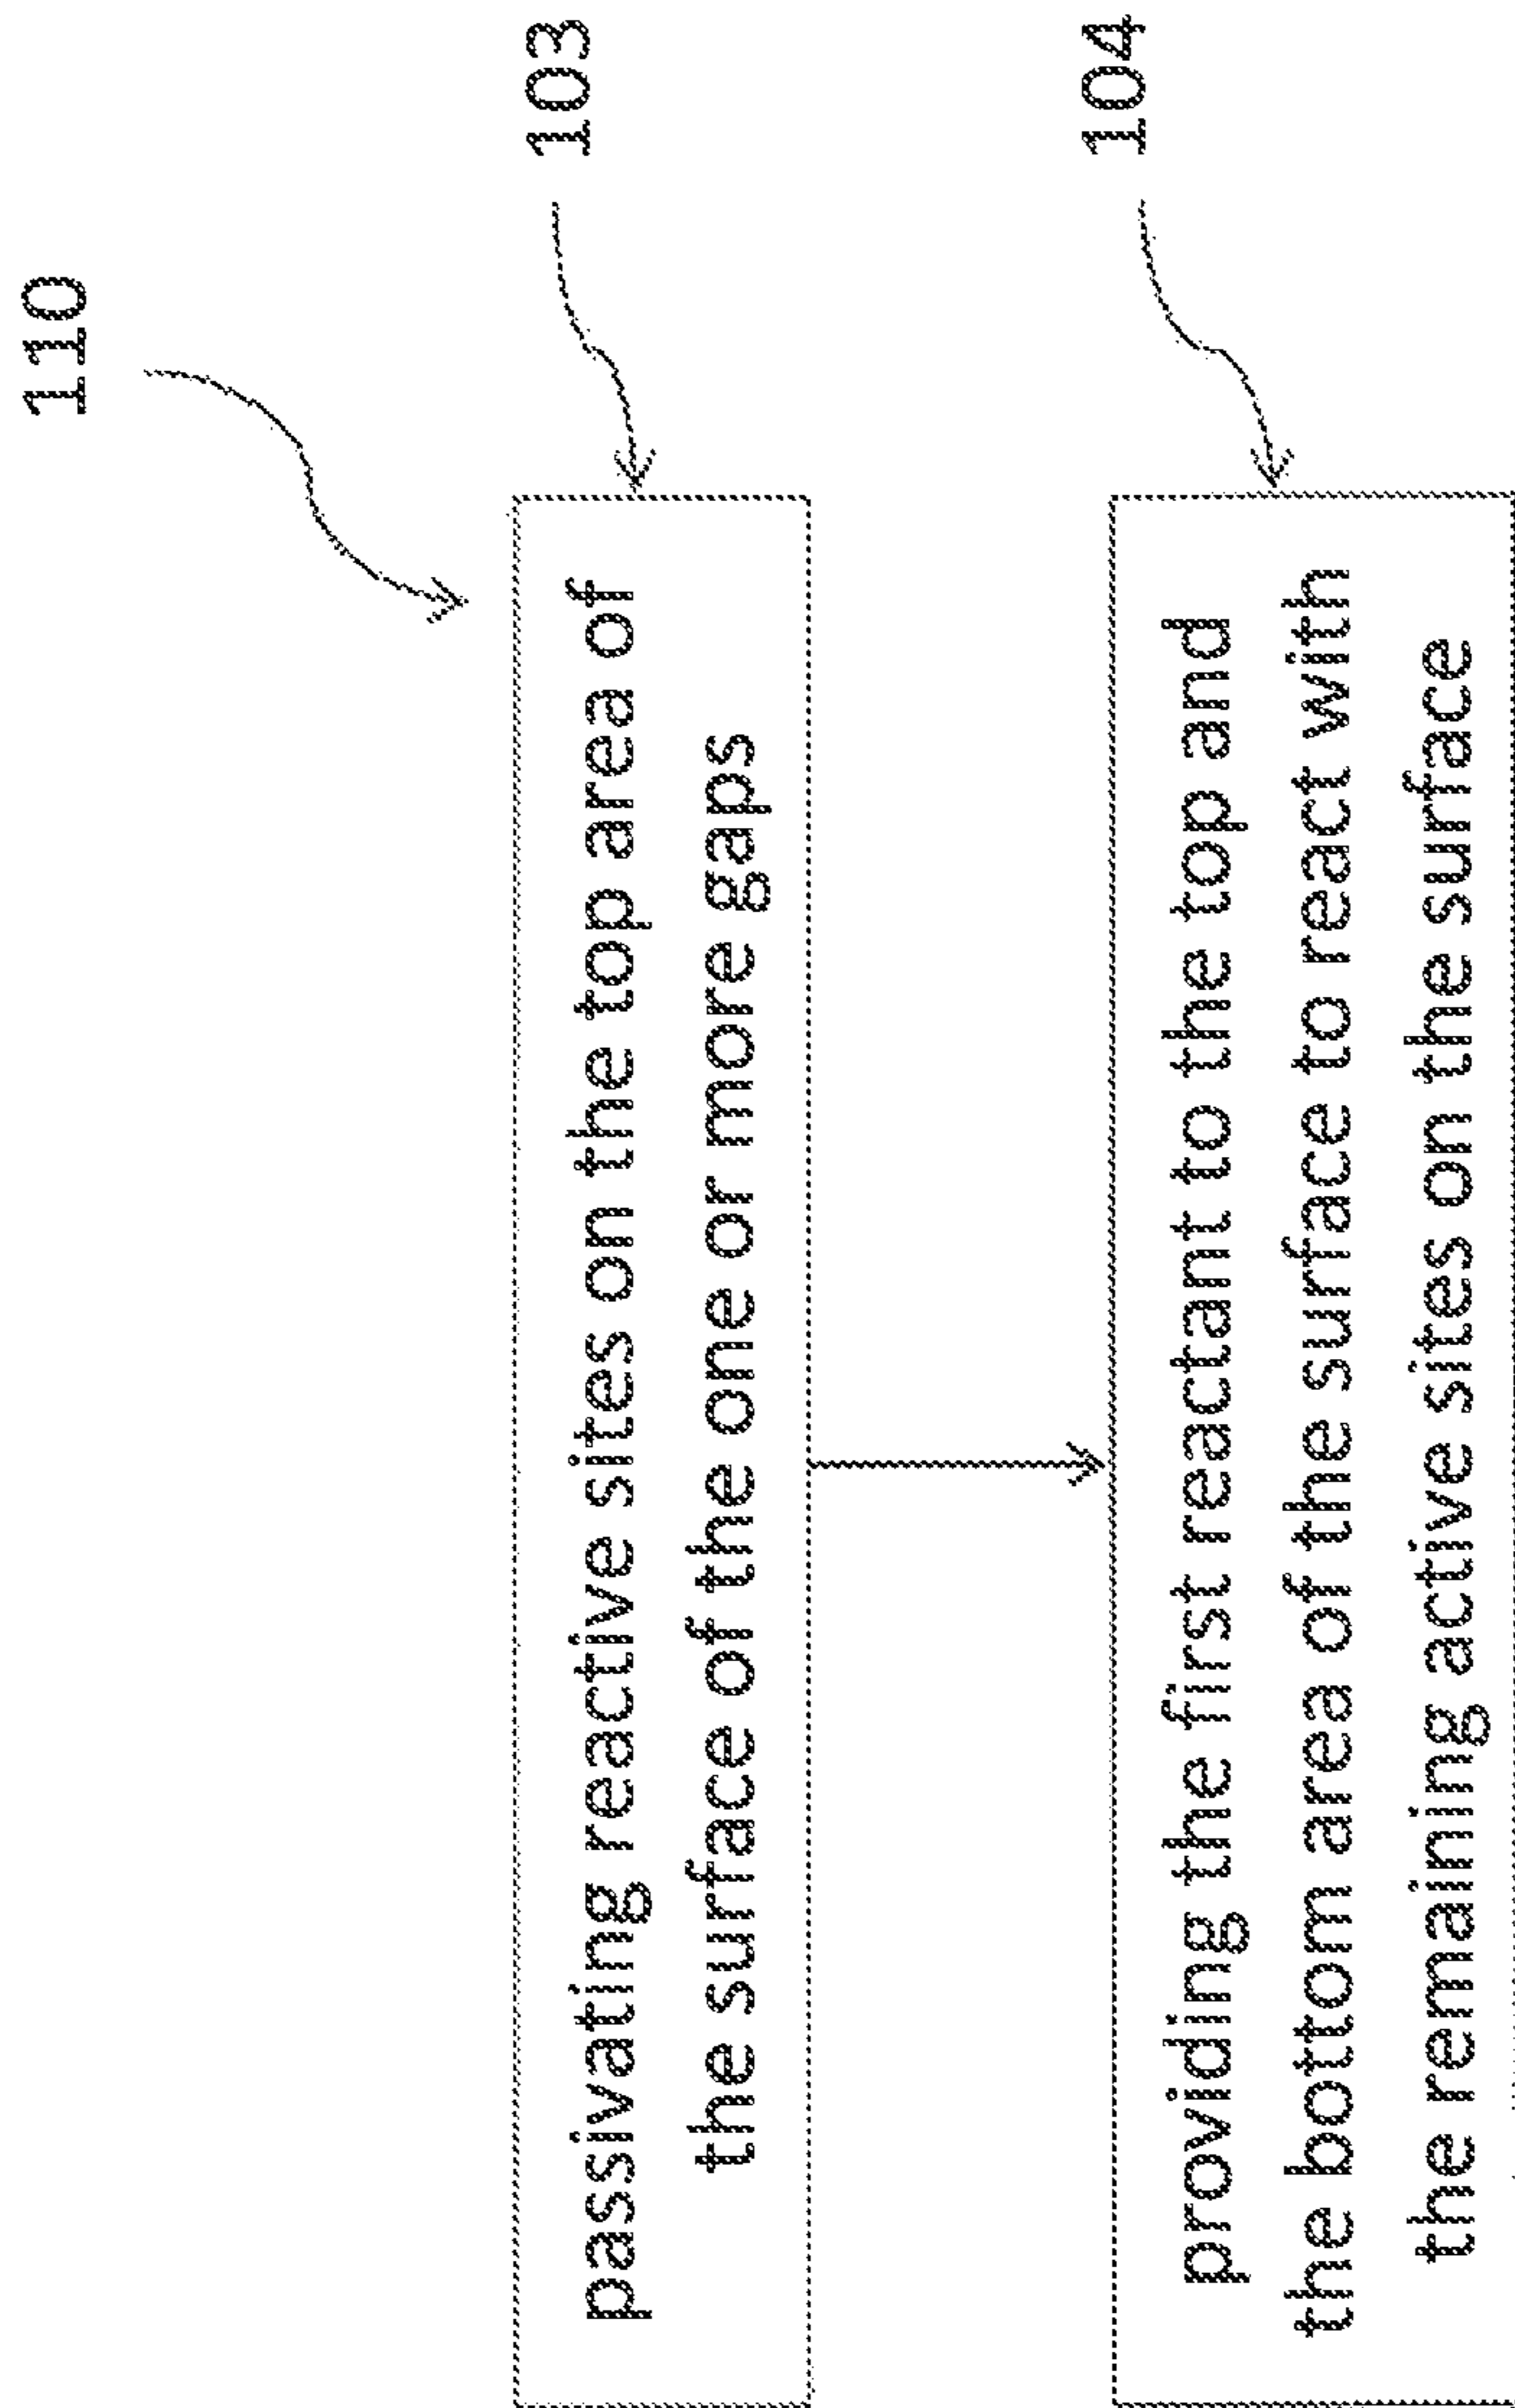 110
passivating reactive sites on the top area of
the surface of the one or more gaps
103
providing the first reactant to the top and
the bottom area of the surface to react with
the remaining active sites on the surface
104